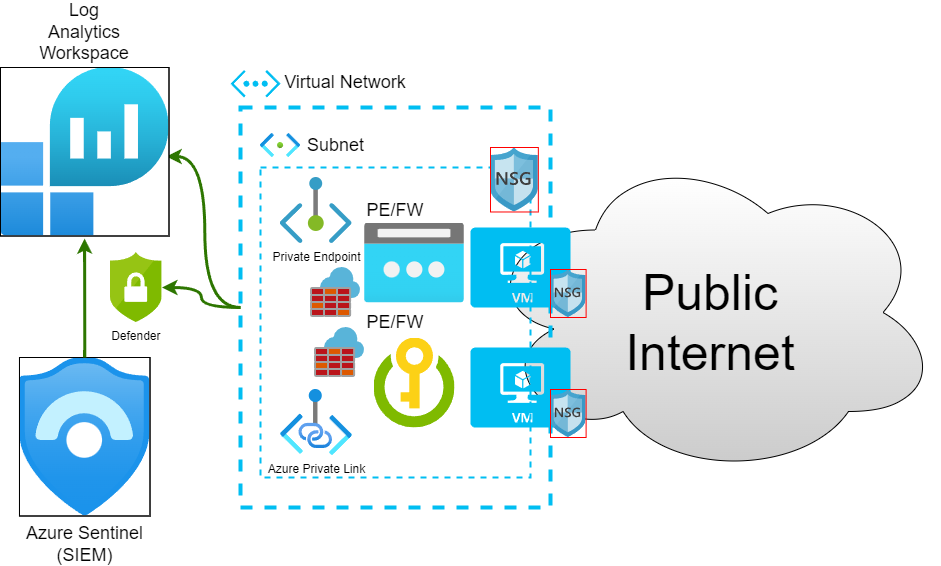 Log
Analytics
Workspace
Virtual Network
Subnet
NSG
PE/FW
Private Endpoint
VM
NSG
Defender
PE/FW
VM
NSG
Azure Private Link
Azure Sentinel
(SIEM)
Public
Internet